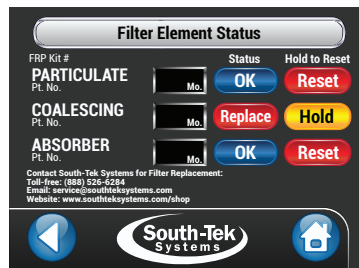 Filter Element Status
FRP Kit # Status Hold to Reset
PARTICULATE
Pt. No. Mo. OK Reset
COALESCING
Pt. No. Mo. Replace Hold
ABSORBER
Pt. No. Mo. OK Reset
Contact South-Tek Systems for Filter Replacement:
Toll-free: (888) 526-6284
Email: service@southteksystems.com
Website: www.southteksystems.com/shop
South-Tek
Systems